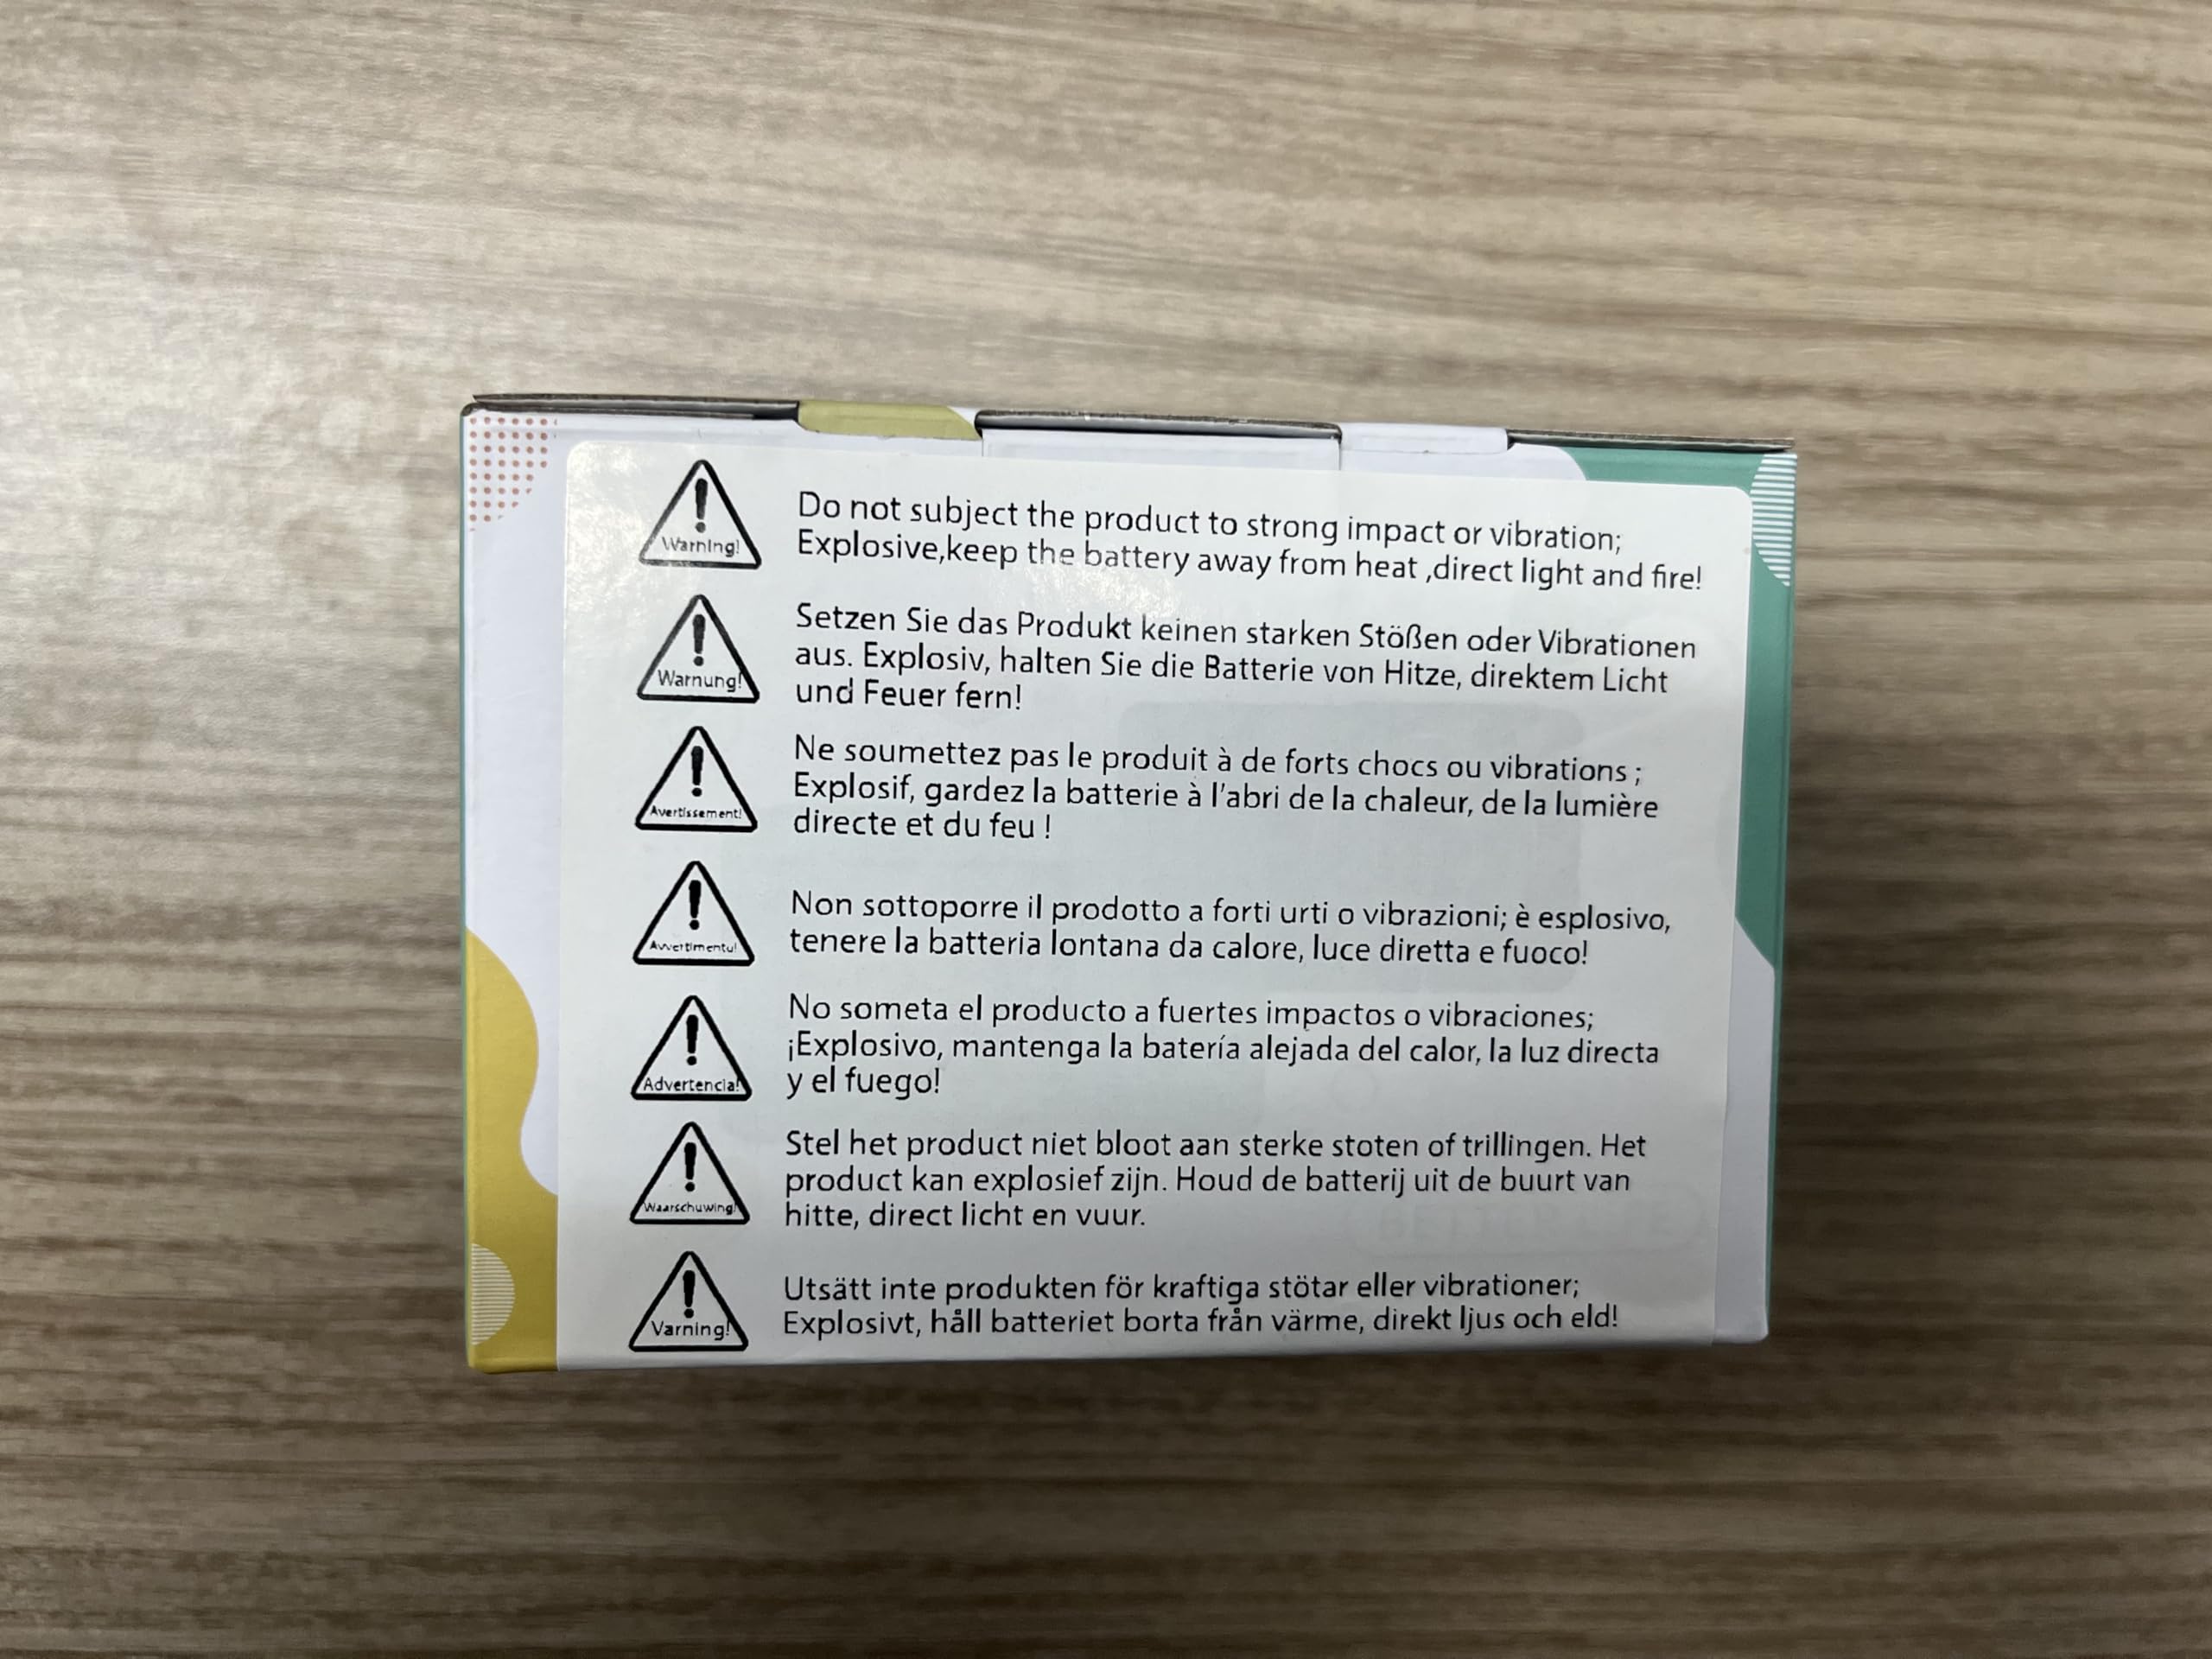 Warning!
Do not subject the product to strong impact or vibration;
Explosive,keep the battery away from heat ,direct light and fire!
Warnung!
Setzen Sie das Produkt keinen starken Stößen oder Vibrationen
aus. Explosiv, halten Sie die Batterie von Hitze, direktem Licht
und Feuer fern!
Avertissement!
Ne soumettez pas le produit à de forts chocs ou vibrations ;
Explosif, gardez la batterie à l'abri de la chaleur, de la lumière
directe et du feu !
Avvertimentu!
Non sottoporre il prodotto a forti urti o vibrazioni; è esplosivo,
tenere la batteria lontana da calore, luce diretta e fuoco!
Advertencia!
No someta el producto a fuertes impactos o vibraciones;
¡Explosivo, mantenga la batería alejada del calor, la luz directa
y el fuego!
Waarschuwing!
Stel het product niet bloot aan sterke stoten of trillingen. Het
product kan explosief zijn. Houd de batterij uit de buurt van
hitte, direct licht en vuur.
Varning!
Utsätt inte produkten för kraftiga stötar eller vibrationer;
Explosivt, håll batteriet borta från värme, direkt ljus och eld!